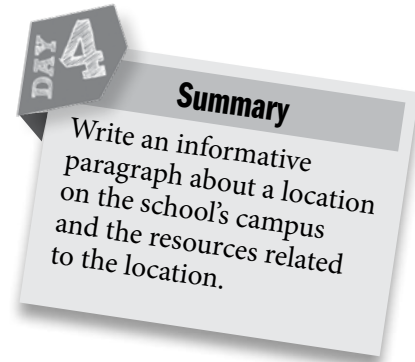 DAY 4
Summary
Write an informative
paragraph about a location
on the school’s campus
and the resources related
to the location.